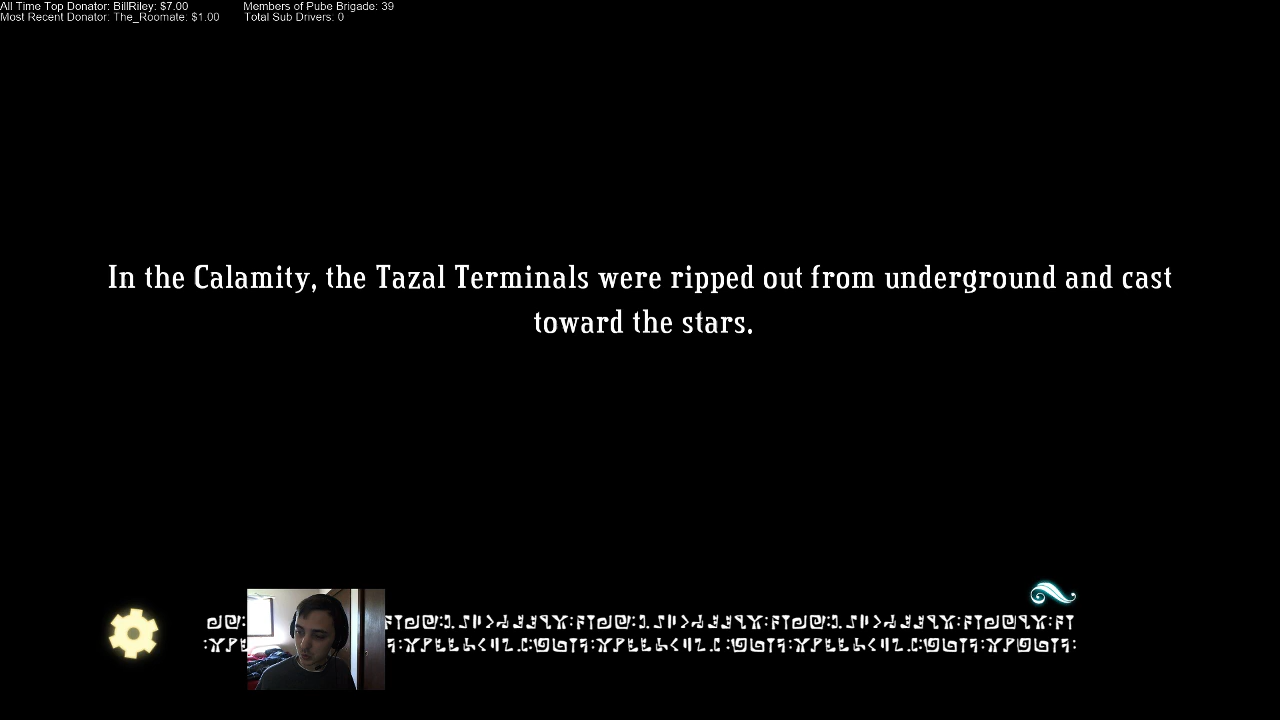 All Time Top Donator: BillRiley: $7.00 Members of Pube Brigade: 39
Most Recent Donator: The_Roomate: $1.00 Total Sub Drivers: 0
In the Calamity, the Tazal Terminals were ripped out from underground and cast
toward the stars.